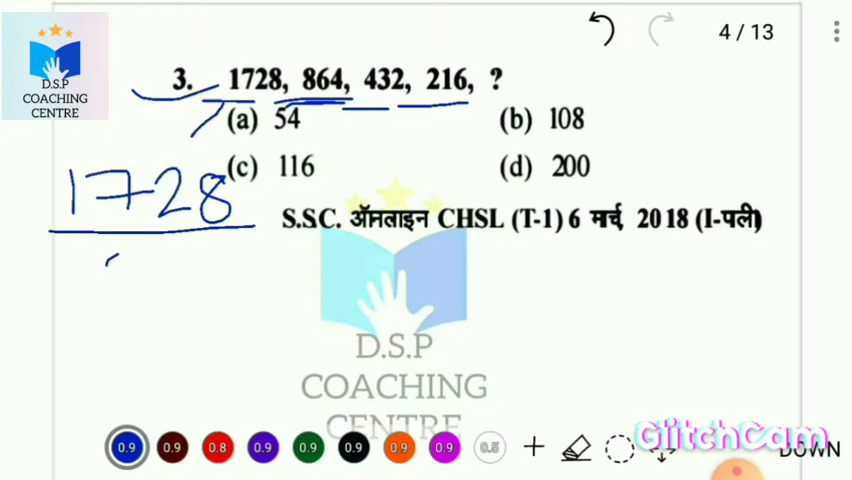 D.S.P
COACHING
CENTRE
4 / 13
3. 1728, 864, 432, 216, ?
(a) 54 (b) 108
(c) 116 (d) 200
1728
S.S.C. ऑनलाइन CHSL (T-1) 6 मार्च, 2018 (I-पाली)
D.S.P
COACHING
CENTRE
0.9 0.9 0.8 0.9 0.9 0.9 0.9 0.9 0.5
GlitchCam
DOWN